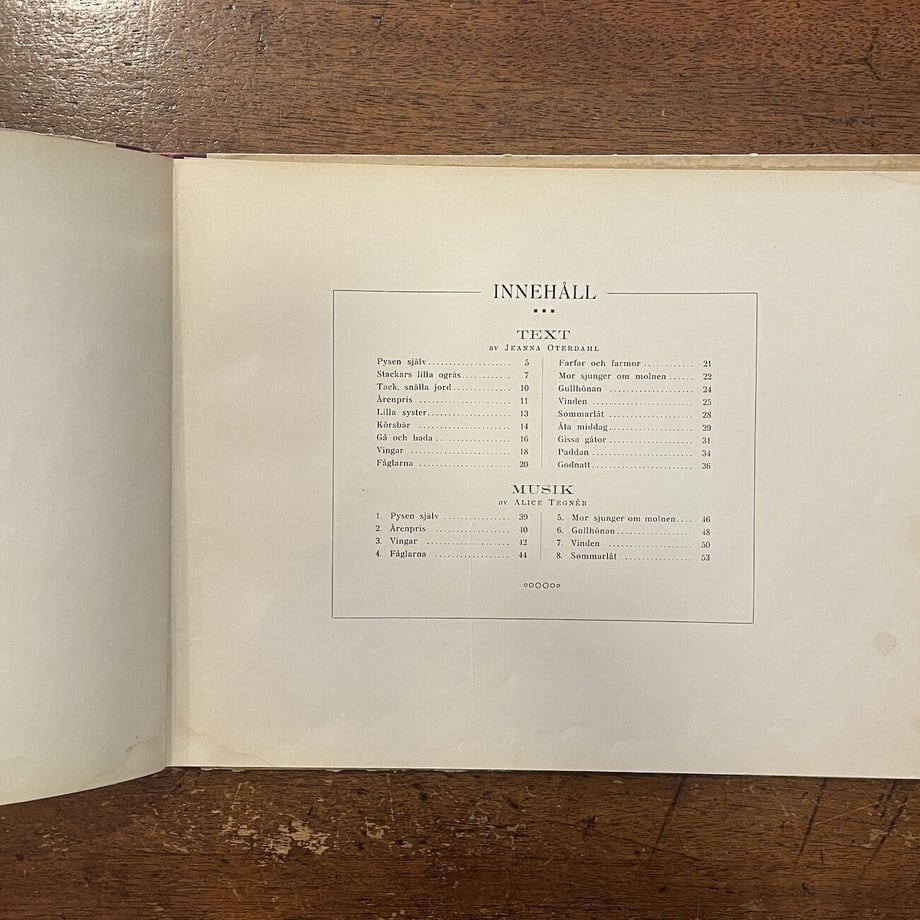 INNEHÅLL
TEXT
av Jeanna Oterdahl
Pysen själv 5
Stackars lilla ogräs 7
Tack, snälla jord 10
Ärenpris 11
Lilla syster 13
Körsbär 14
Gå och bada 16
Vingar 18
Fåglarna 20
Farfar och farmor 21
Mor sjunger om molnen 22
Gullhönan 24
Vinden 25
Sommarlåt 28
Äta middag 29
Gissa gåtor 31
Paddan 34
Godnatt 36
MUSIK
av Alice Tegnér
1. Pysen själv 39
2. Ärenpris 40
3. Vingar 42
4. Fåglarna 44
5. Mor sjunger om molnen 46
6. Gullhönan 48
7. Vinden 50
8. Sommarlåt 53